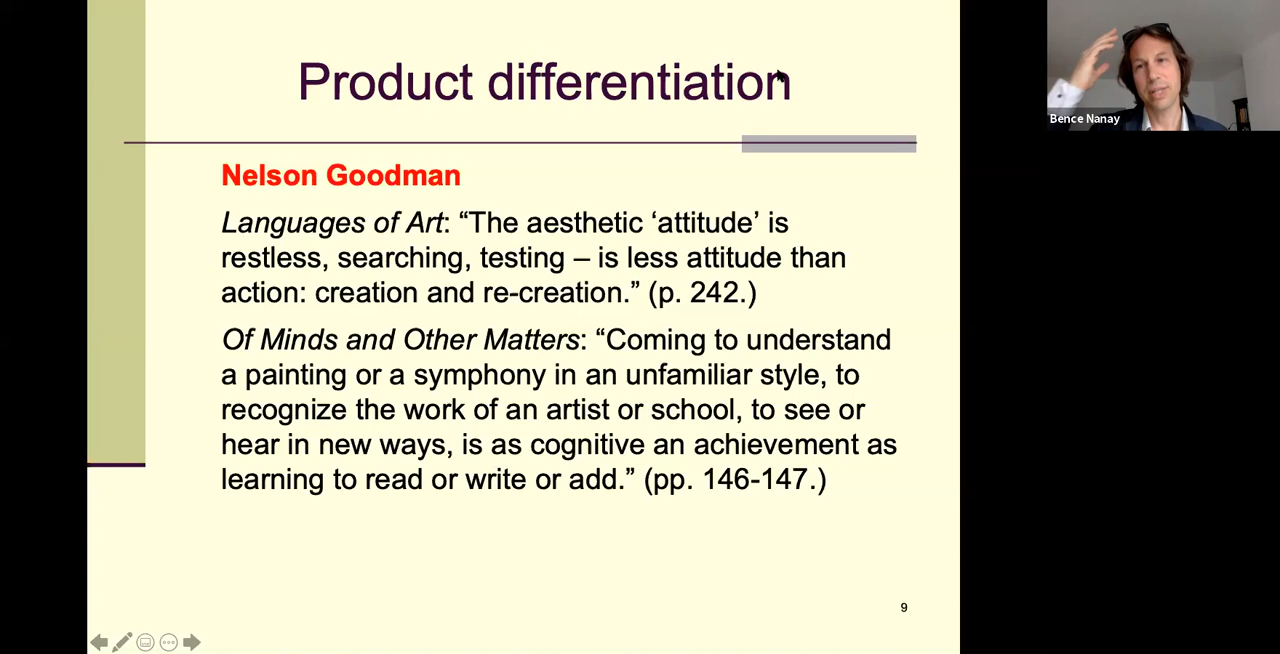 Product differentiation
Bence Nanay
Nelson Goodman
Languages of Art: “The aesthetic ‘attitude’ is
restless, searching, testing – is less attitude than
action: creation and re-creation.” (p. 242.)
Of Minds and Other Matters: “Coming to understand
a painting or a symphony in an unfamiliar style, to
recognize the work of an artist or school, to see or
hear in new ways, is as cognitive an achievement as
learning to read or write or add.” (pp. 146-147.)
9